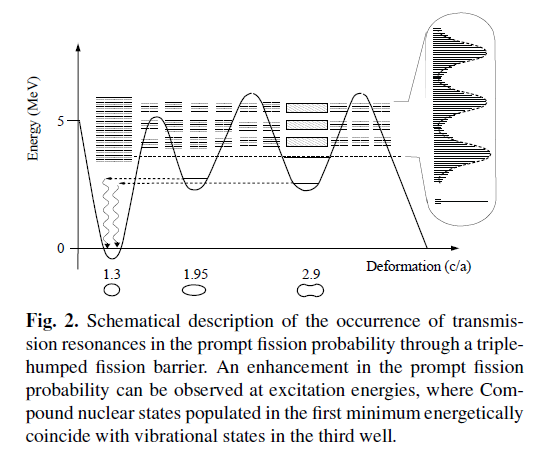 Energy (MeV)
5
0
1.3
1.95
2.9
Deformation (c/a)
Fig. 2. Schematical description of the occurrence of transmis-
sion resonances in the prompt fission probability through a triple-
humped fission barrier. An enhancement in the prompt fission
probability can be observed at excitation energies, where Com-
pound nuclear states populated in the first minimum energetically
coincide with vibrational states in the third well.